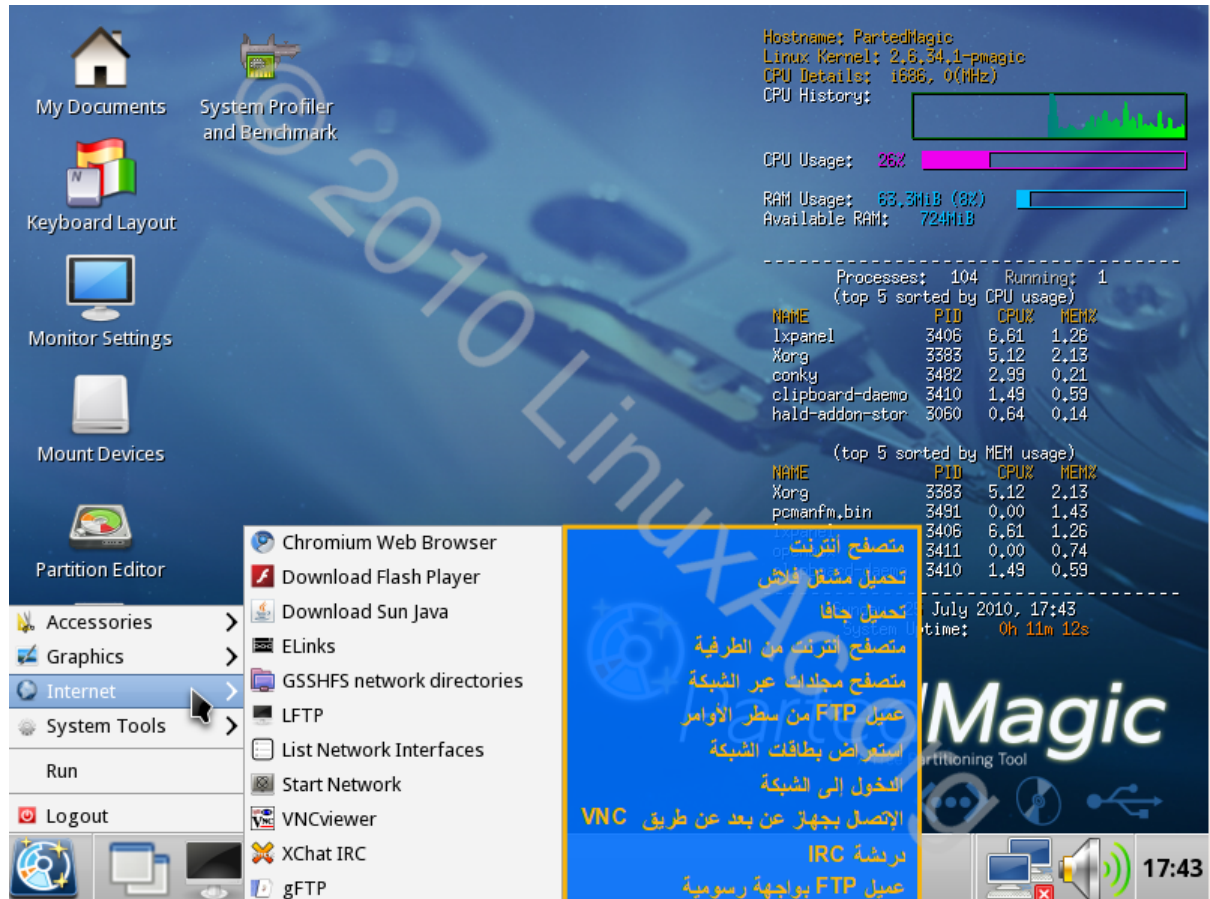 My Documents
System Profiler
and Benchmark
Keyboard Layout
Monitor Settings
Mount Devices
Partition Editor
Hostname: PartedMagic
Linux Kernel: 2.6.34.1-pmagic
CPU Details: i686, 0(MHz)
CPU History:
CPU Usage: 26%
RAM Usage: 63.3MiB (8%)
Available RAM: 724MiB
Processes: 104 Running: 1
(top 5 sorted by CPU usage)
NAME PID CPU% MEM%
lxpanel 3406 6.61 1.26
Xorg 3383 5.12 2.13
conky 3482 2.99 0.21
clipboard-daemo 3410 1.49 0.59
hald-addon-stor 3060 0.64 0.14
(top 5 sorted by MEM usage)
NAME PID CPU% MEM%
Xorg 3383 5.12 2.13
pcmanfm.bin 3491 0.00 1.43
lxpanel 3406 6.61 1.26
3411 0.00 0.74
3410 1.49 0.59
July 2010, 17:43
System Uptime: 0h 11m 12s
PartedMagic
Partitioning Tool
© 2010 LinuxAc.org
Accessories
Graphics
Internet
System Tools
Run
Logout
Chromium Web Browser
Download Flash Player
Download Sun Java
ELinks
GSSHFS network directories
LFTP
List Network Interfaces
Start Network
VNCviewer
XChat IRC
gFTP
متصفح أنترنت
تحميل مشغل فلاش
تحميل جافا
متصفح أنترنت من الطرفية
متصفح مجلدات عبر الشبكة
عميل FTP من سطر الأوامر
استعراض بطاقات الشبكة
الدخول إلى الشبكة
الإتصال بجهاز عن بعد عن طريق VNC
دردشة IRC
عميل FTP بواجهة رسومية
17:43